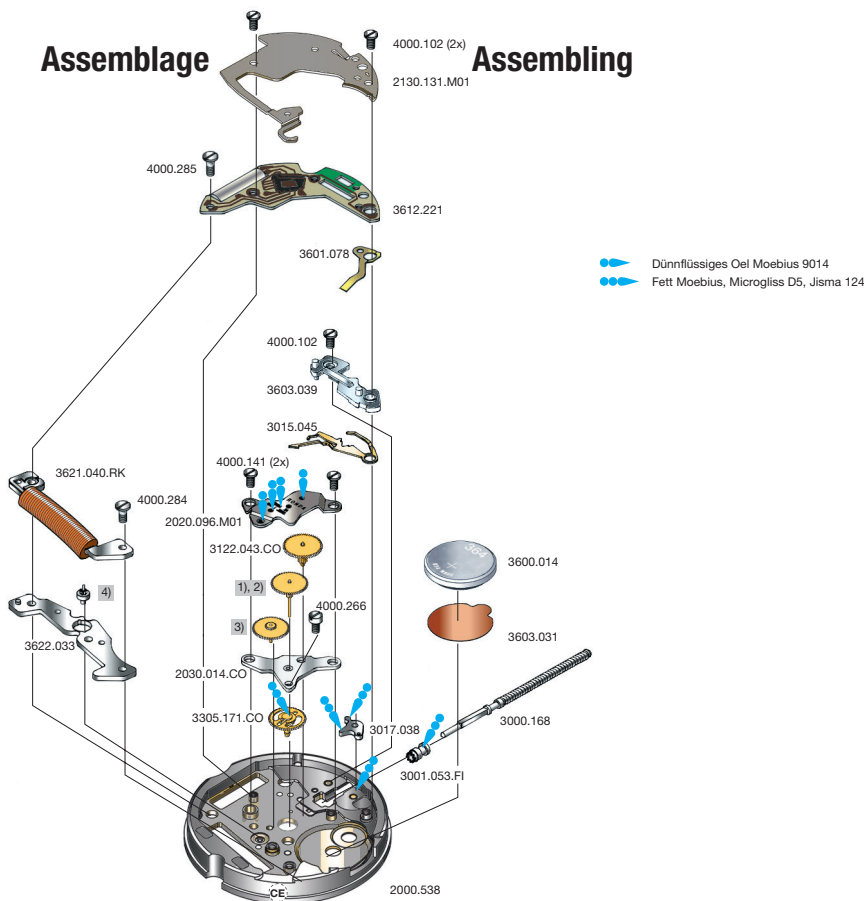 Assemblage
Assembling
4000.102 (2x)
2130.131.M01
4000.285
3612.221
3601.078
Dünnflüssiges Oel Moebius 9014
Fett Moebius, Microgliss D5, Jisma 124
4000.102
3603.039
3015.045
4000.141 (2x)
3621.040.RK
4000.284
2020.096.M01
RONDA
3122.043.CO
364
3600.014
1), 2)
4)
4000.266
3)
3603.031
3622.033
2030.014.CO
3305.171.CO
3017.038
3000.168
3001.053.FI
CE
2000.538